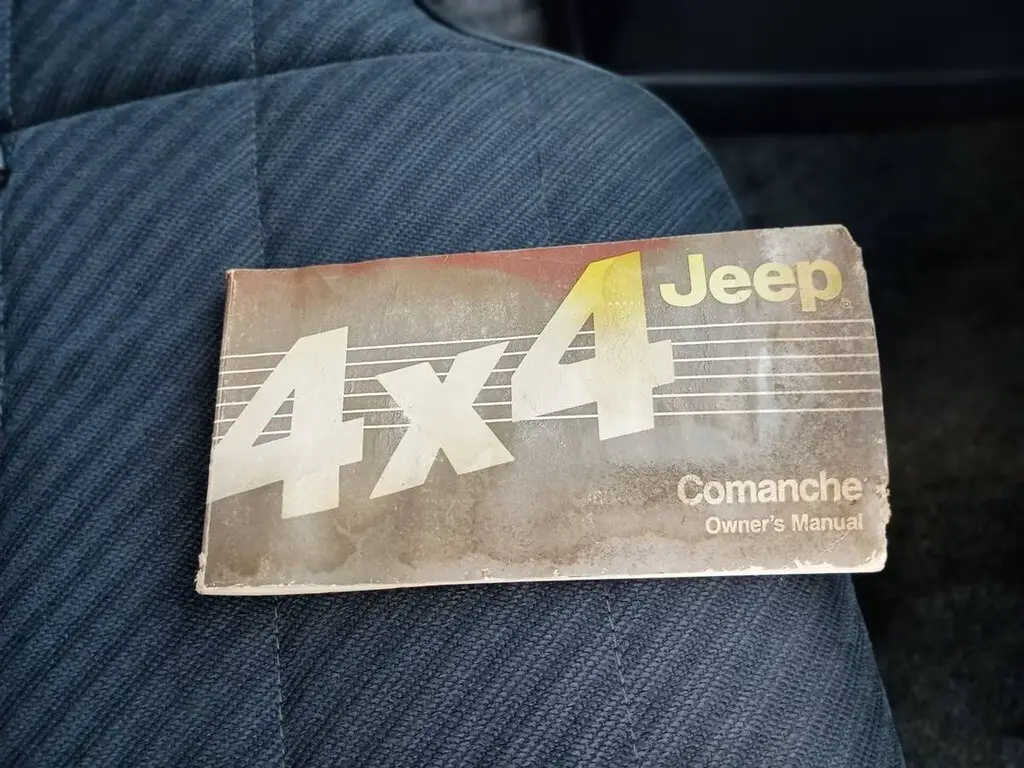 Jeep®
4x4
Comanche
Owner's Manual